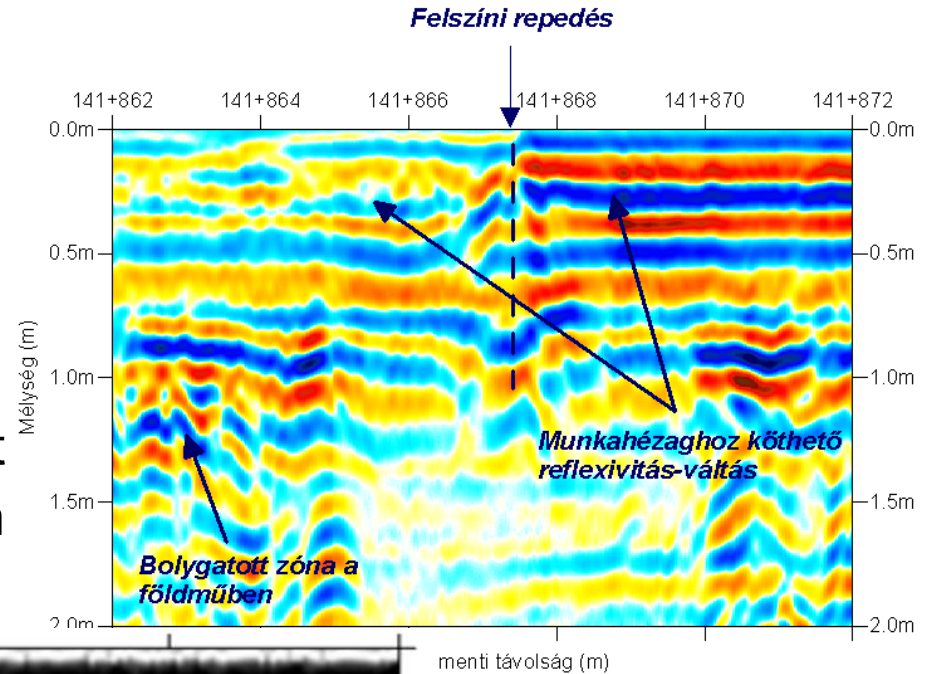 Felszíni repedés
141+862 141+864 141+866 141+868 141+870 141+872
0.0m 0.0m
0.5m 0.5m
Mélység (m)
1.0m 1.0m
Munkahézaghoz köthető
reflexivitás-váltás
1.5m 1.5m
Bolygatott zóna a
földműben
2.0m 2.0m
menti távolság (m)